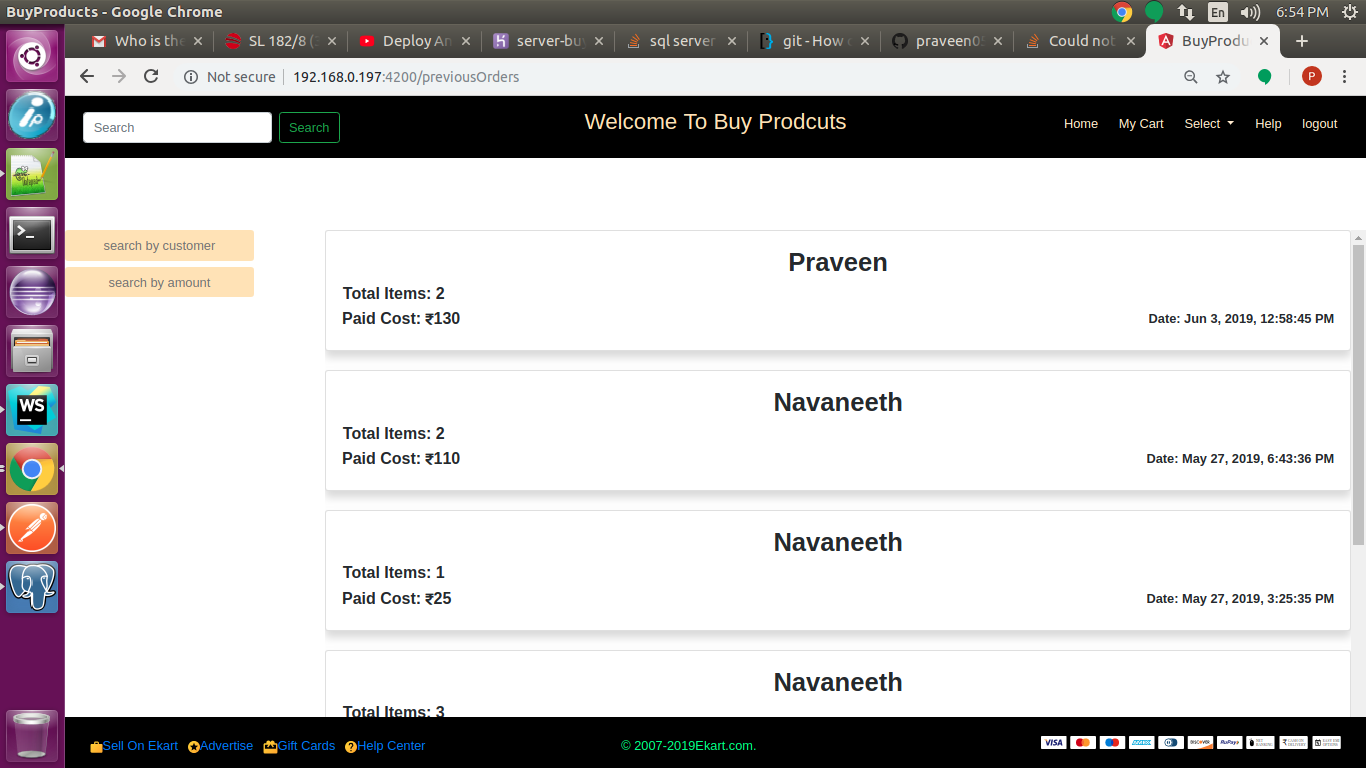 BuyProducts - Google Chrome
En
6:54 PM
Who is the
SL 182/8 (
Deploy An
server-buy
sql server
git - How
praveen05
Could not
BuyProdu
Not secure
192.168.0.197:4200/previousOrders
P
Search
Search
Welcome To Buy Prodcuts
Home
My Cart
Select
Help
logout
search by customer
search by amount
Praveen
Total Items: 2
Paid Cost: ₹130
Date: Jun 3, 2019, 12:58:45 PM
Navaneeth
Total Items: 2
Paid Cost: ₹110
Date: May 27, 2019, 6:43:36 PM
Navaneeth
Total Items: 1
Paid Cost: ₹25
Date: May 27, 2019, 3:25:35 PM
Navaneeth
Total Items: 3
WS
Sell On Ekart
Advertise
Gift Cards
Help Center
© 2007-2019Ekart.com.
VISA
DISCOVER
RuPay